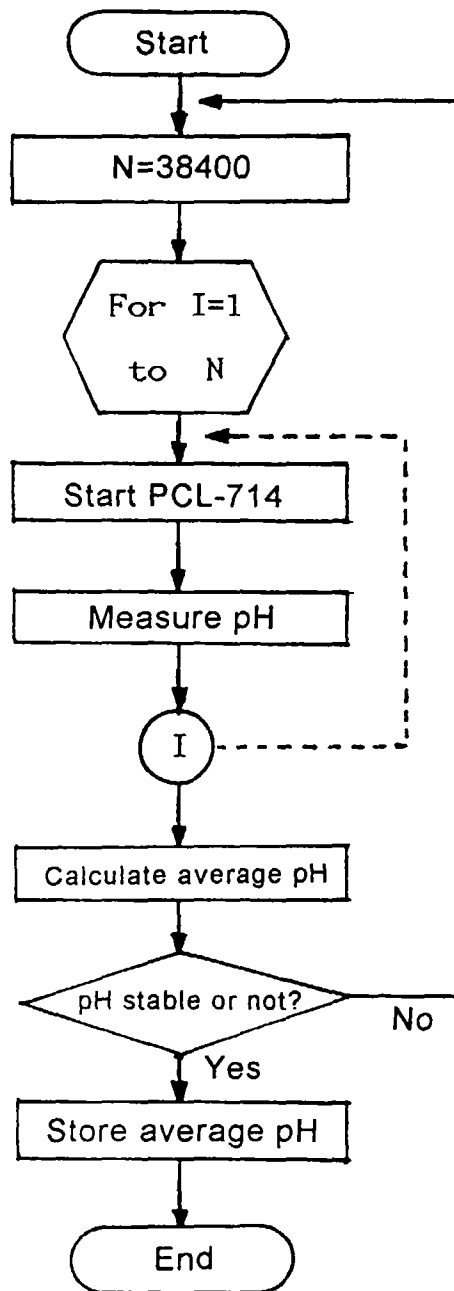 Start
N=38400
For I=1
to N
Start PCL-714
Measure pH
I
Calculate average pH
pH stable or not?
No
Yes
Store average pH
End